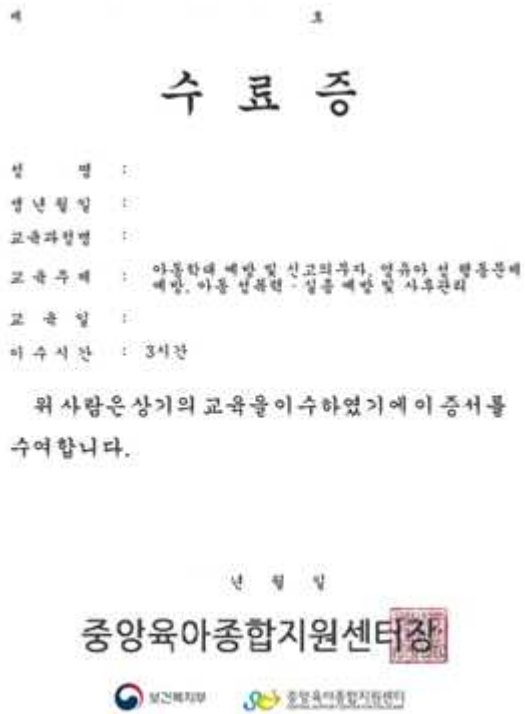 제 호
수 료 증
성 명 :
생년월일 :
교육과정명 :
교육주제 : 아동학대 예방 및 신고의무자, 영유아 성 행동문제
예방, 아동 성폭력 · 실종 예방 및 사후관리
교 육 일 :
이수시간 : 3시간
위 사람은 상기의 교육을 이수하였기에 이 증서를
수여합니다.
년 월 일
중앙육아종합지원센터장
보건복지부 중앙육아종합지원센터